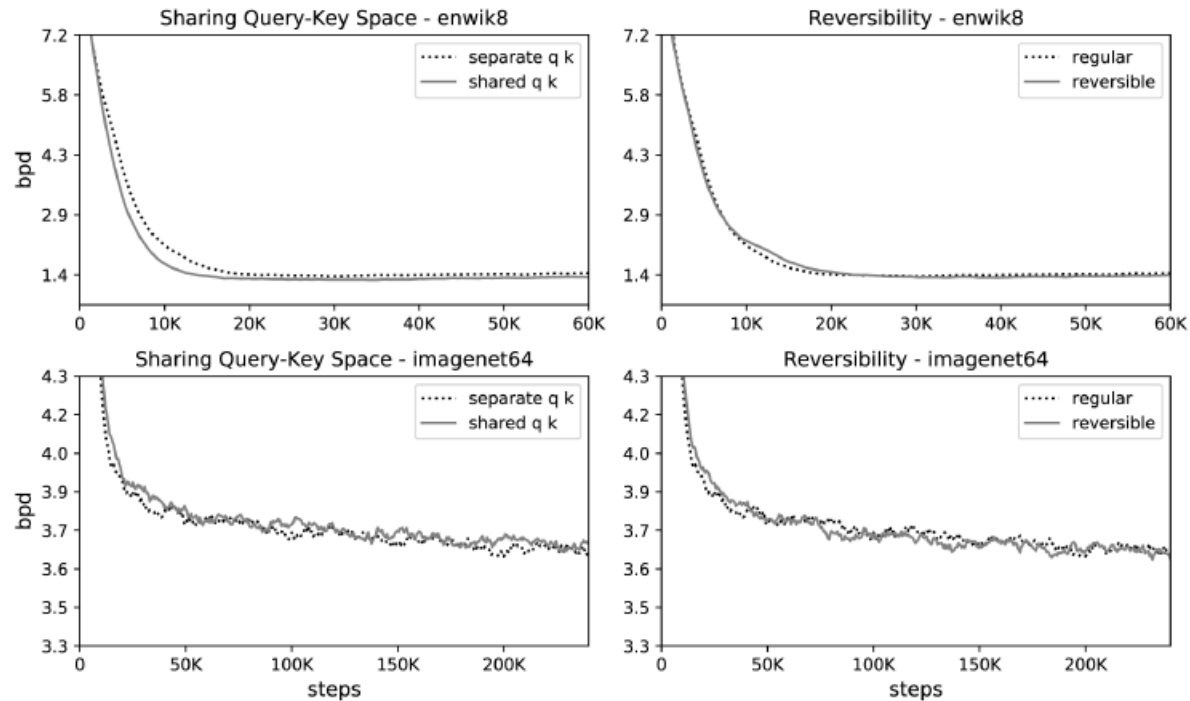 Sharing Query-Key Space - enwik8
7.2
5.8
4.3
2.9
1.4
bpd
separate q k
shared q k
0 10K 20K 30K 40K 50K 60K
Reversibility - enwik8
7.2
5.8
4.3
2.9
1.4
regular
reversible
0 10K 20K 30K 40K 50K 60K
Sharing Query-Key Space - imagenet64
4.3
4.2
4.0
3.9
3.7
3.6
3.5
3.3
bpd
separate q k
shared q k
0 50K 100K 150K 200K
steps
Reversibility - imagenet64
4.3
4.2
4.0
3.9
3.7
3.6
3.5
3.3
regular
reversible
0 50K 100K 150K 200K
steps